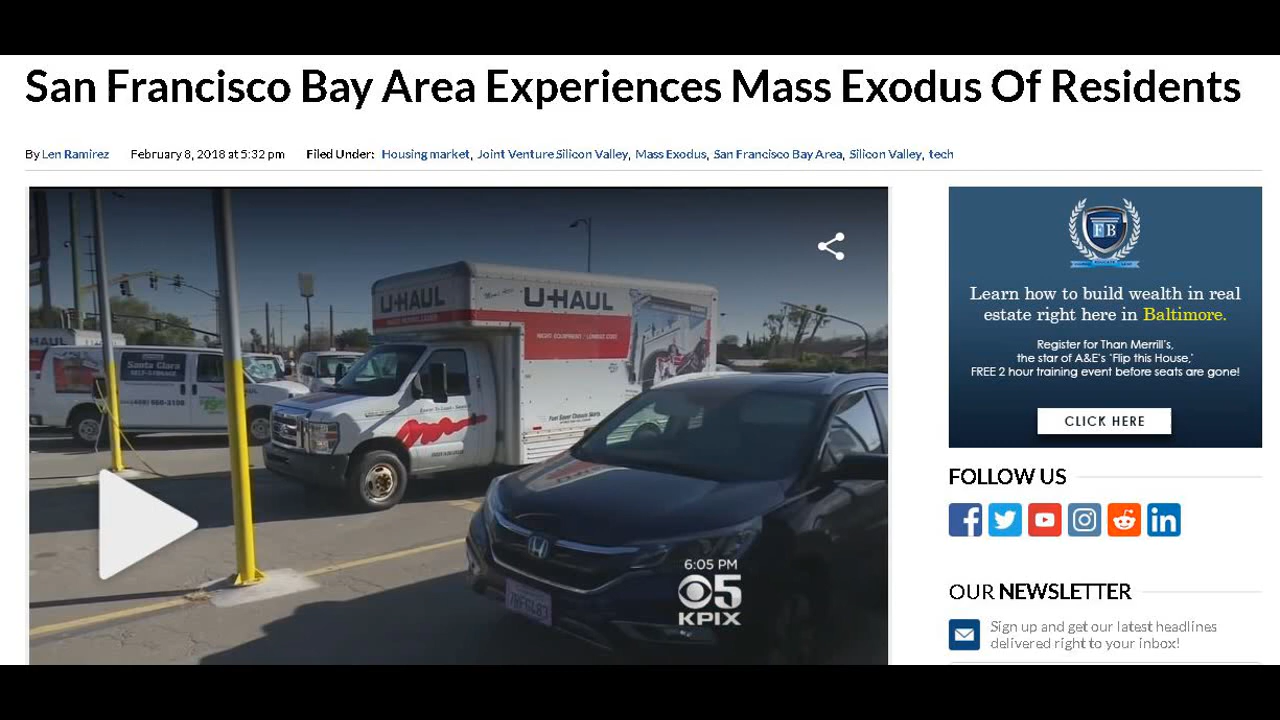 San Francisco Bay Area Experiences Mass Exodus Of Residents
By Len Ramirez February 8, 2018 at 5:32 pm Filed Under: Housing market, Joint Venture Silicon Valley, Mass Exodus, San Francisco Bay Area, Silicon Valley, tech
U-HAUL
U-HAUL
U-HAUL
Santa Clara
SELF-STORAGE
6:05 PM
5
KPIX
FB
Learn how to build wealth in real
estate right here in Baltimore.
Register for Than Merrill's,
the star of A&E's "Flip this House,"
FREE 2 hour training event before seats are gone!
CLICK HERE
FOLLOW US
f
in
OUR NEWSLETTER
Sign up and get our latest headlines
delivered right to your inbox!